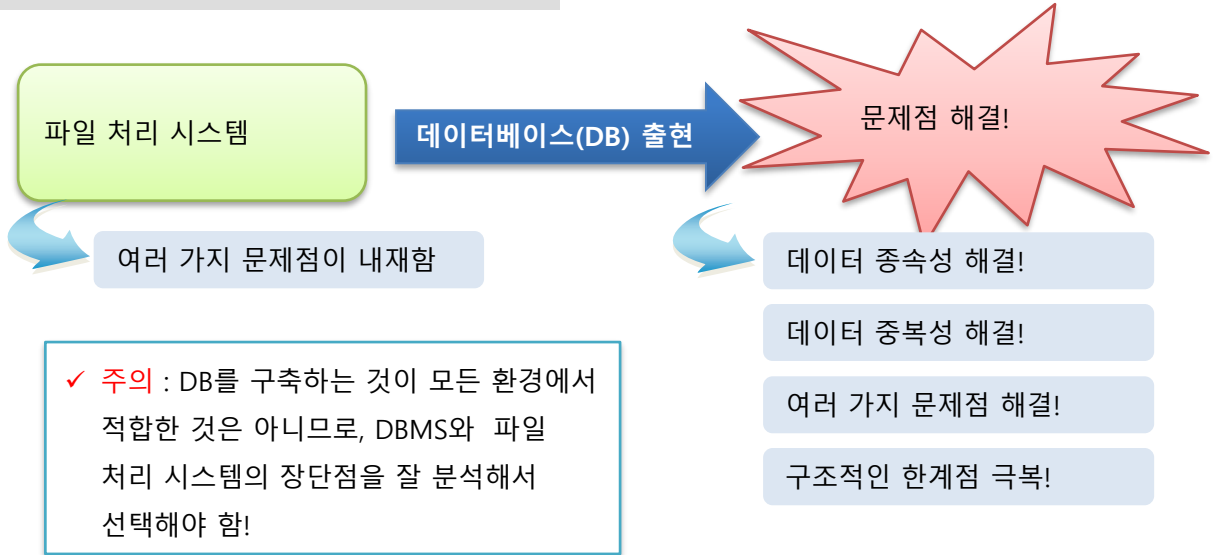 파일 처리 시스템
데이터베이스(DB) 출현
문제점 해결!
여러 가지 문제점이 내재함
데이터 종속성 해결!
데이터 중복성 해결!
여러 가지 문제점 해결!
구조적인 한계점 극복!
✓ 주의 : DB를 구축하는 것이 모든 환경에서
적합한 것은 아니므로, DBMS와 파일
처리 시스템의 장단점을 잘 분석해서
선택해야 함!